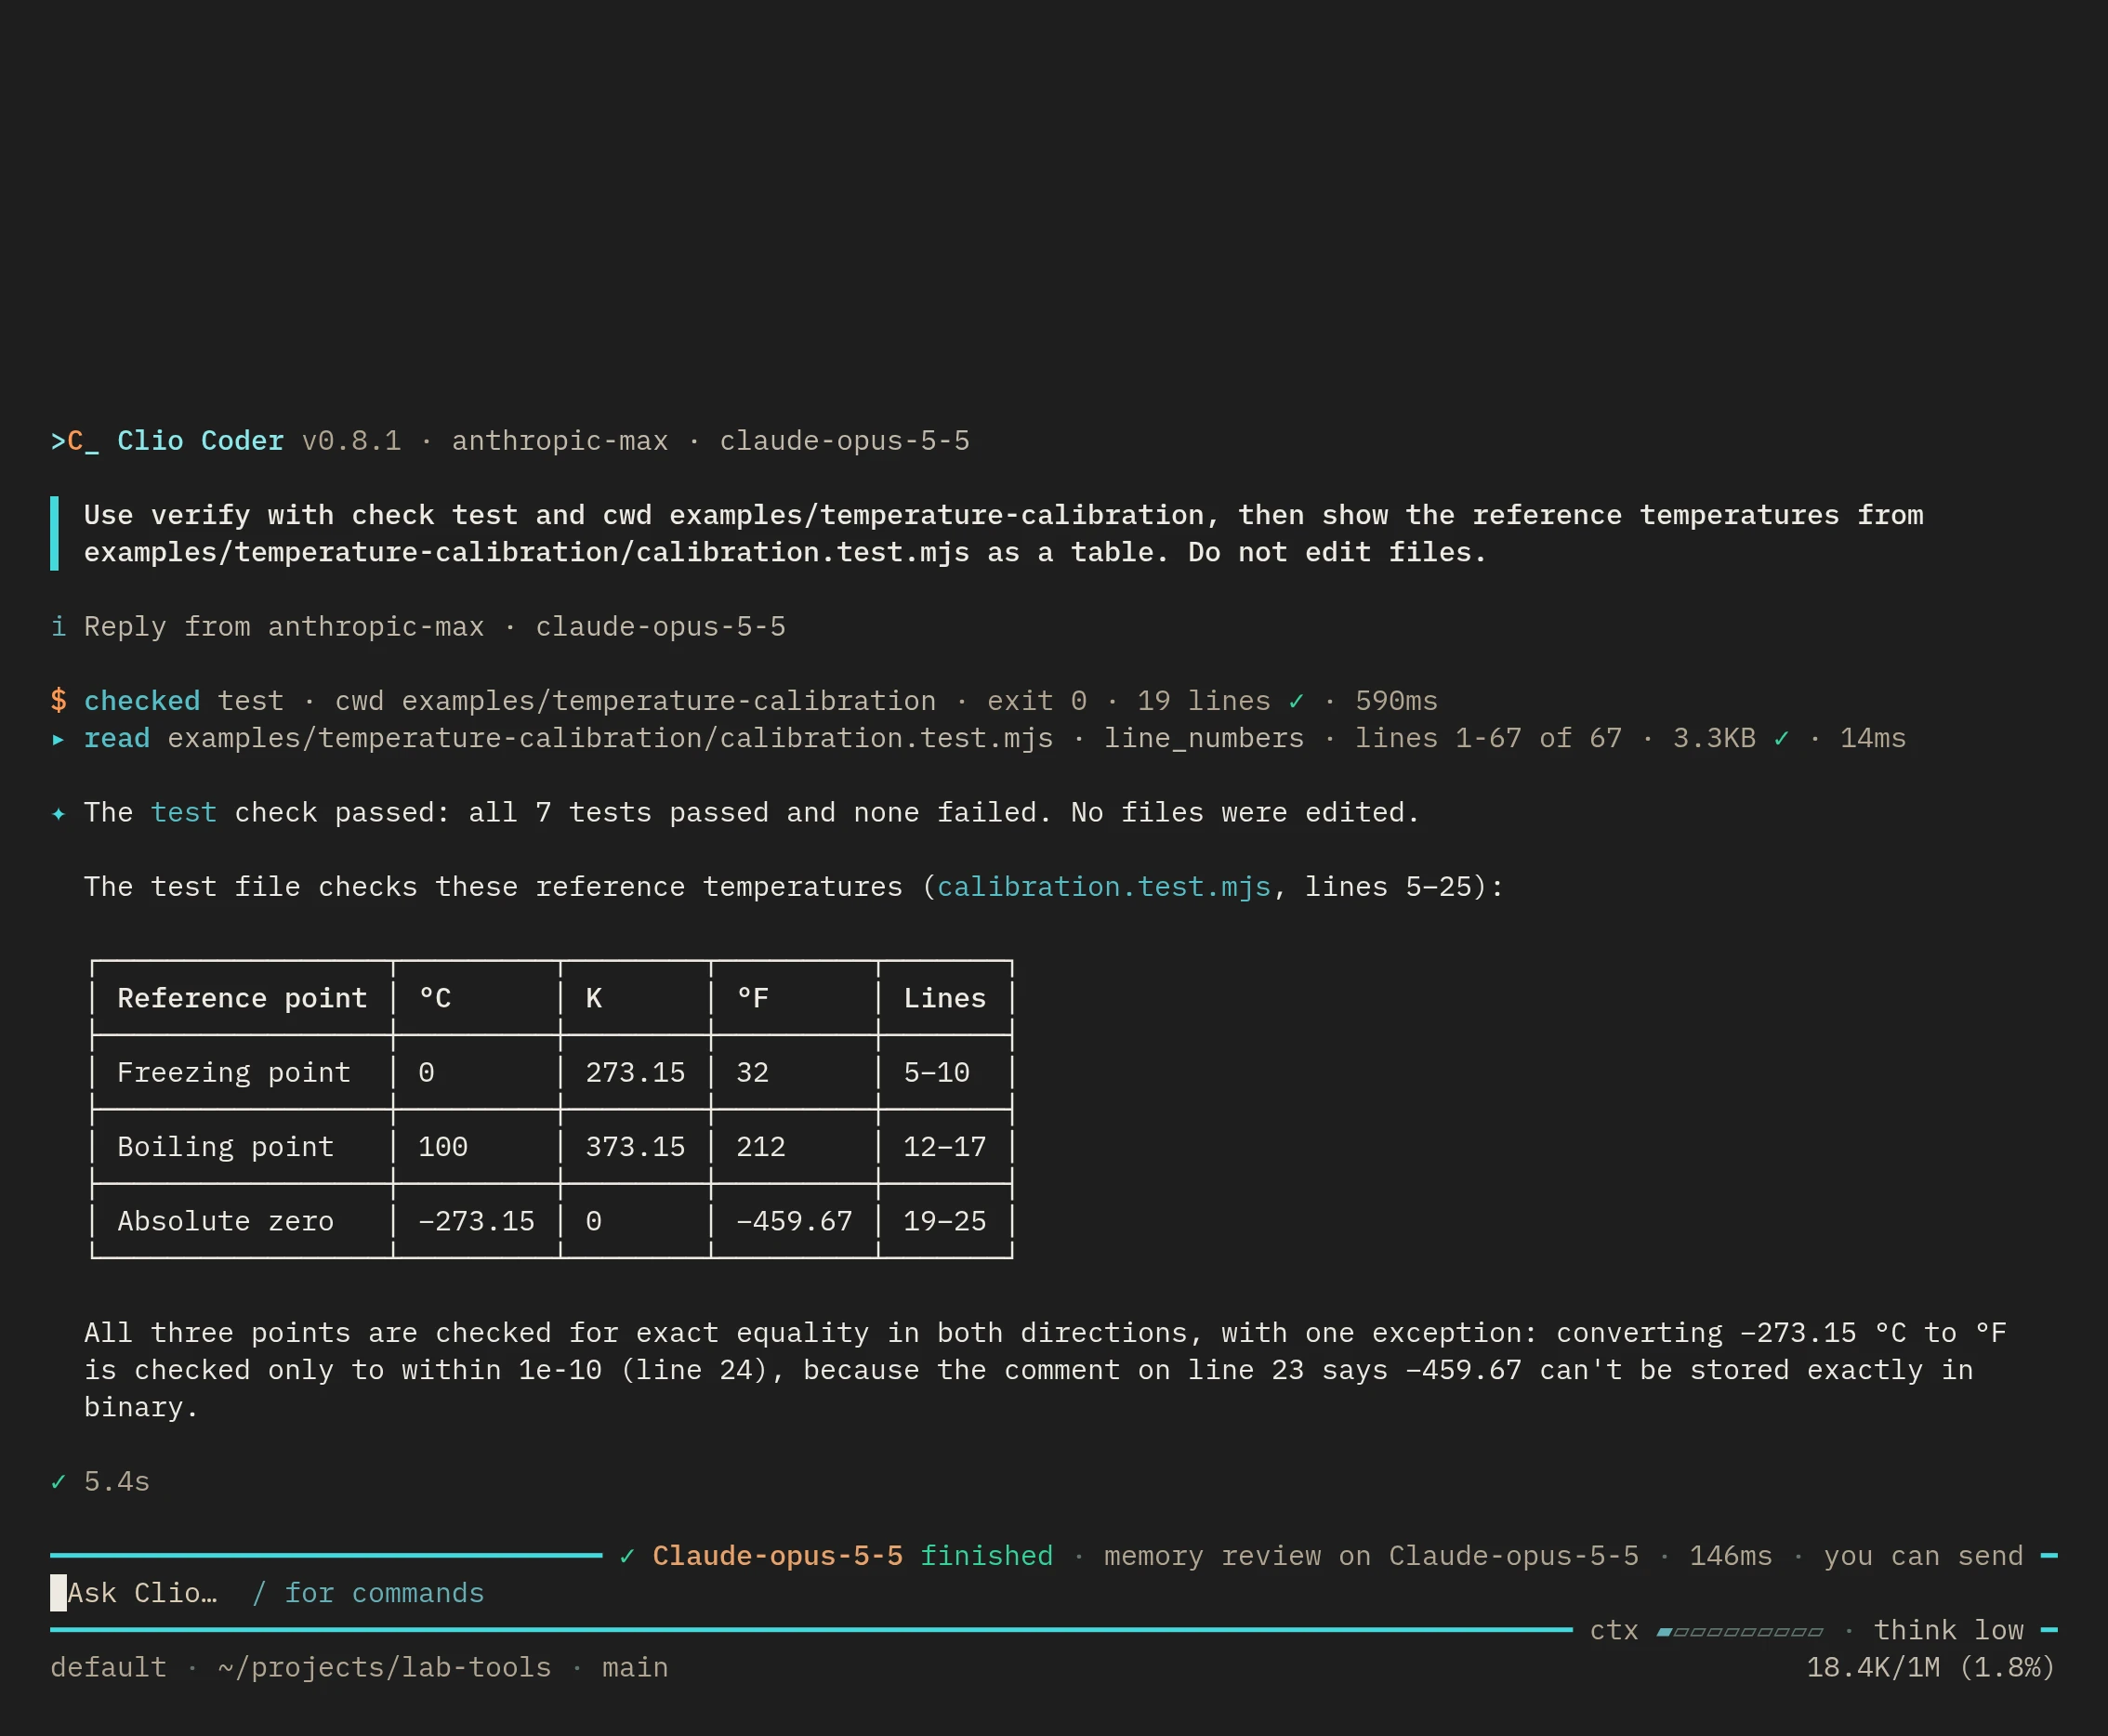 >C_ Clio Coder v0.8.1 · anthropic-max · claude-opus-5-5
Use verify with check test and cwd examples/temperature-calibration, then show the reference temperatures from
examples/temperature-calibration/calibration.test.mjs as a table. Do not edit files.
i Reply from anthropic-max · claude-opus-5-5
$ checked test · cwd examples/temperature-calibration · exit 0 · 19 lines ✓ · 590ms
▸ read examples/temperature-calibration/calibration.test.mjs · line_numbers · lines 1-67 of 67 · 3.3KB ✓ · 14ms
✦ The test check passed: all 7 tests passed and none failed. No files were edited.
The test file checks these reference temperatures (calibration.test.mjs, lines 5–25):
Reference point │ °C │ K │ °F │ Lines
Freezing point │ 0 │ 273.15 │ 32 │ 5–10
Boiling point │ 100 │ 373.15 │ 212 │ 12–17
Absolute zero │ −273.15 │ 0 │ −459.67 │ 19–25
All three points are checked for exact equality in both directions, with one exception: converting −273.15 °C to °F
is checked only to within 1e-10 (line 24), because the comment on line 23 says −459.67 can't be stored exactly in
binary.
✓ 5.4s
✓ Claude-opus-5-5 finished · memory review on Claude-opus-5-5 · 146ms · you can send
Ask Clio… / for commands
ctx ▰▱▱▱▱▱▱▱▱▱ · think low
default · ~/projects/lab-tools · main 18.4K/1M (1.8%)